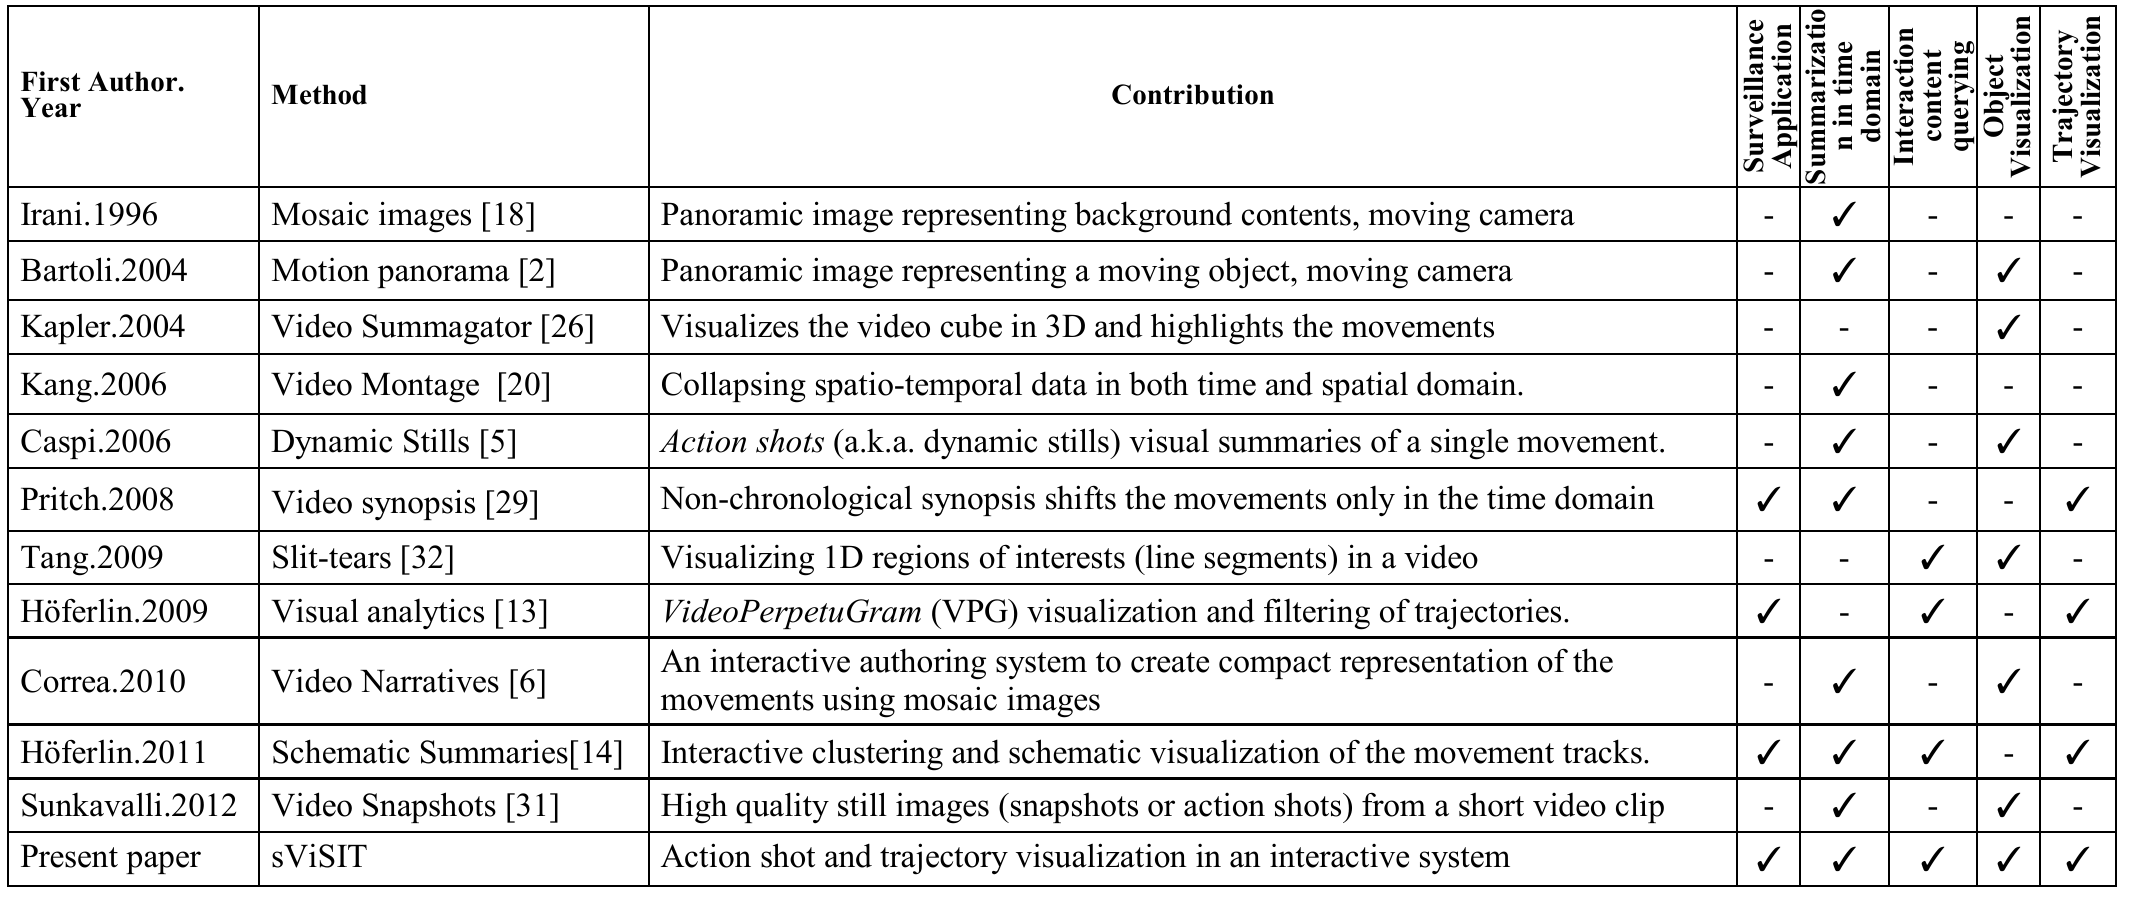 First Author. Year	Method	Contribution	Surveillance Application	Summarizatio n in time domain	Interaction content querying	Object Visualization	Trajectory Visualization
Irani.1996	Mosaic images [18]	Panoramic image representing background contents, moving camera	-	✓	-	-	-
Bartoli.2004	Motion panorama [2]	Panoramic image representing a moving object, moving camera	-	✓	-	✓	-
Kapler.2004	Video Summagator [26]	Visualizes the video cube in 3D and highlights the movements	-	-	-	✓	-
Kang.2006	Video Montage [20]	Collapsing spatio-temporal data in both time and spatial domain.	-	✓	-	-	-
Caspi.2006	Dynamic Stills [5]	Action shots (a.k.a. dynamic stills) visual summaries of a single movement.	-	✓	-	✓	-
Pritch.2008	Video synopsis [29]	Non-chronological synopsis shifts the movements only in the time domain	✓	✓	-	-	✓
Tang.2009	Slit-tears [32]	Visualizing 1D regions of interests (line segments) in a video	-	-	✓	✓	-
Höferlin.2009	Visual analytics [13]	VideoPerpetuGram (VPG) visualization and filtering of trajectories.	✓	-	✓	-	✓
Correa.2010	Video Narratives [6]	An interactive authoring system to create compact representation of the movements using mosaic images	-	✓	-	✓	-
Höferlin.2011	Schematic Summaries[14]	Interactive clustering and schematic visualization of the movement tracks.	✓	✓	✓	-	✓
Sunkavalli.2012	Video Snapshots [31]	High quality still images (snapshots or action shots) from a short video clip	-	✓	-	✓	-
Present paper	sViSIT	Action shot and trajectory visualization in an interactive system	✓	✓	✓	✓	✓